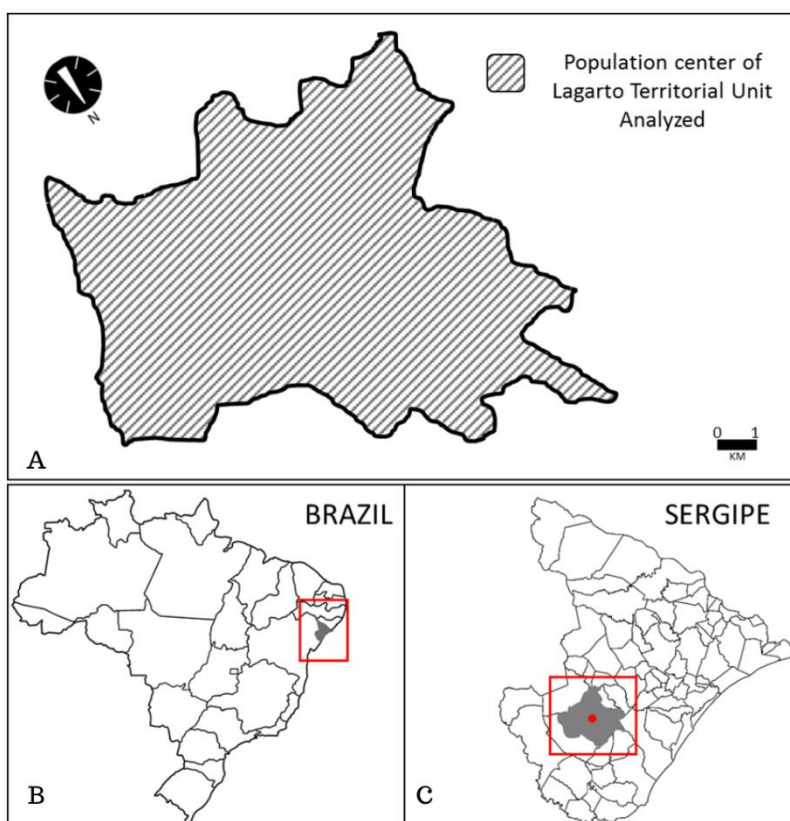 Population center of
Lagarto Territorial Unit
Analyzed
N
0 1
KM
A
BRAZIL
B
SERGIPE
C